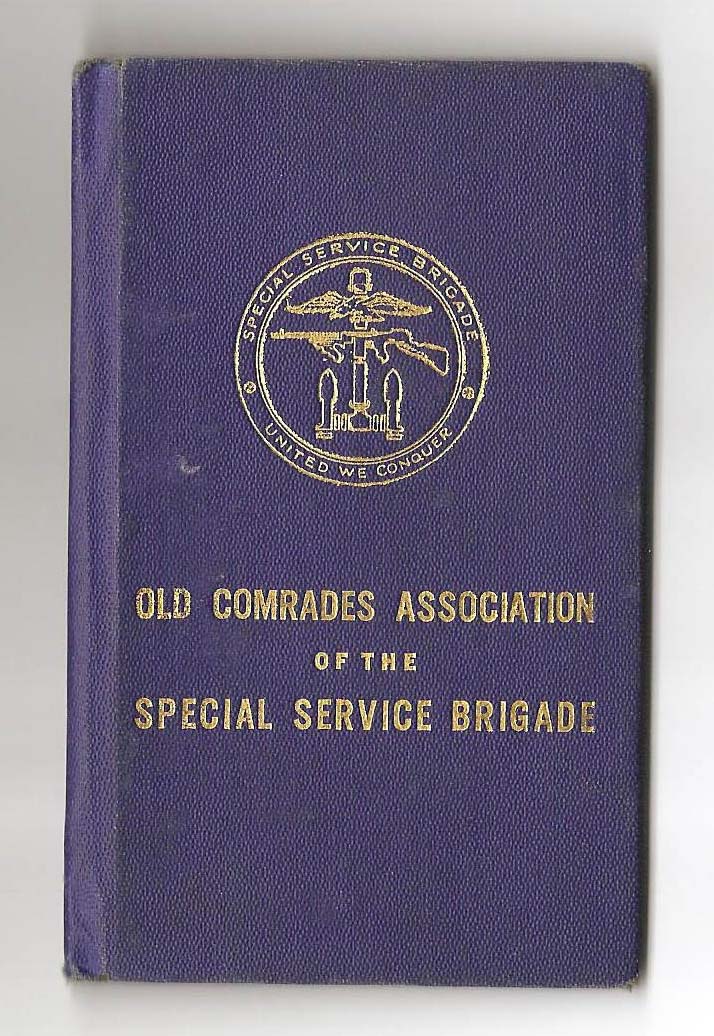 SPECIAL SERVICE BRIGADE
UNITED WE CONQUER
OLD COMRADES ASSOCIATION
OF THE
SPECIAL SERVICE BRIGADE